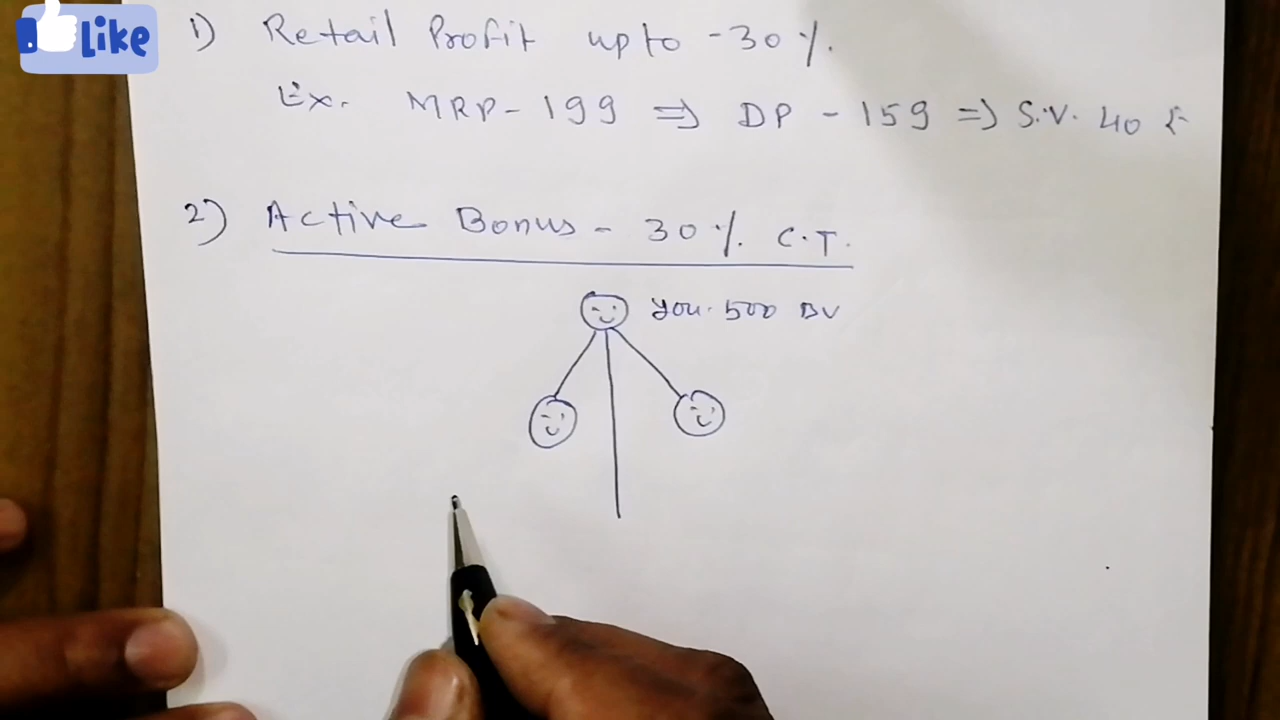 Like
1) Retail Profit upto - 30%.
Ex. MRP - 199 => DP - 159 => S.V. 40
2) Active Bonus - 30% C.T.
You. 500 BV